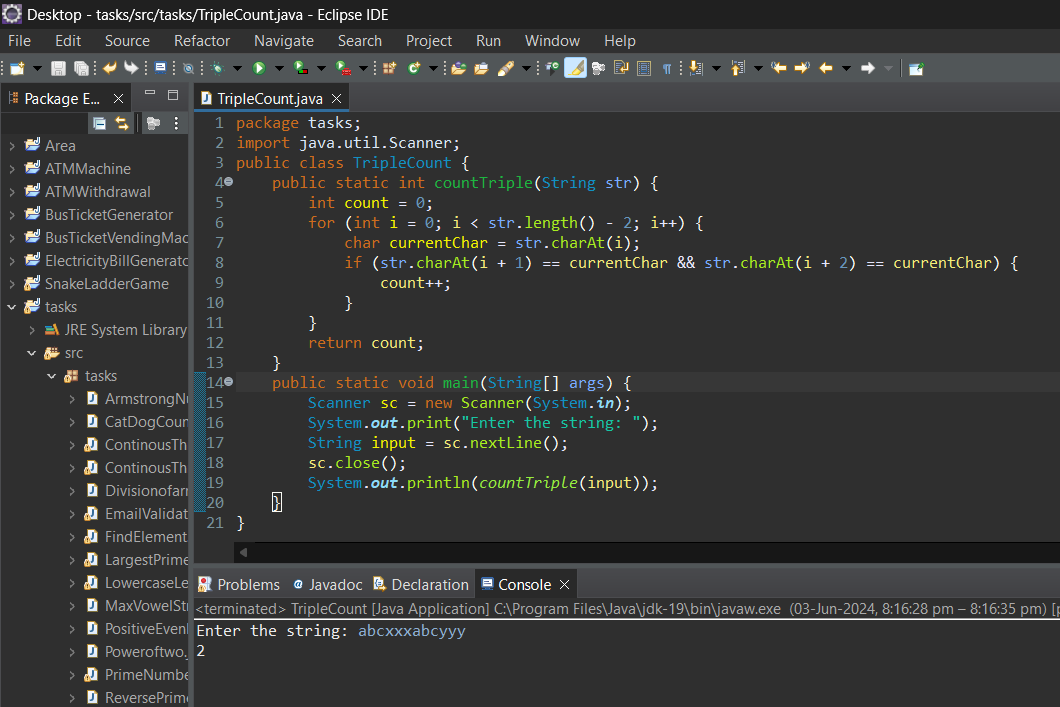 Desktop - tasks/src/tasks/TripleCount.java - Eclipse IDE
File Edit Source Refactor Navigate Search Project Run Window Help
Package E...
TripleCount.java
Area
ATMMachine
ATMWithdrawal
BusTicketGenerator
BusTicketVendingMac
ElectricityBillGenerato
SnakeLadderGame
tasks
JRE System Library
src
tasks
ArmstrongNu
CatDogCour
ContinousTh
ContinousTh
Divisionofarr
EmailValidat
FindElement
LargestPrime
LowercaseLe
MaxVowelStr
PositiveEvenl
Poweroftwo.
PrimeNumbe
ReversePrime
1 package tasks;
2 import java.util.Scanner;
3 public class TripleCount {
4 public static int countTriple(String str) {
5 int count = 0;
6 for (int i = 0; i < str.length() - 2; i++) {
7 char currentChar = str.charAt(i);
8 if (str.charAt(i + 1) == currentChar && str.charAt(i + 2) == currentChar) {
9 count++;
10 }
11 }
12 return count;
13 }
14 public static void main(String[] args) {
15 Scanner sc = new Scanner(System.in);
16 System.out.print("Enter the string: ");
17 String input = sc.nextLine();
18 sc.close();
19 System.out.println(countTriple(input));
20 }
21 }
Problems Javadoc Declaration Console
<terminated> TripleCount [Java Application] C:\Program Files\Java\jdk-19\bin\javaw.exe (03-Jun-2024, 8:16:28 pm – 8:16:35 pm) [p
Enter the string: abcxxxabcyyy
2